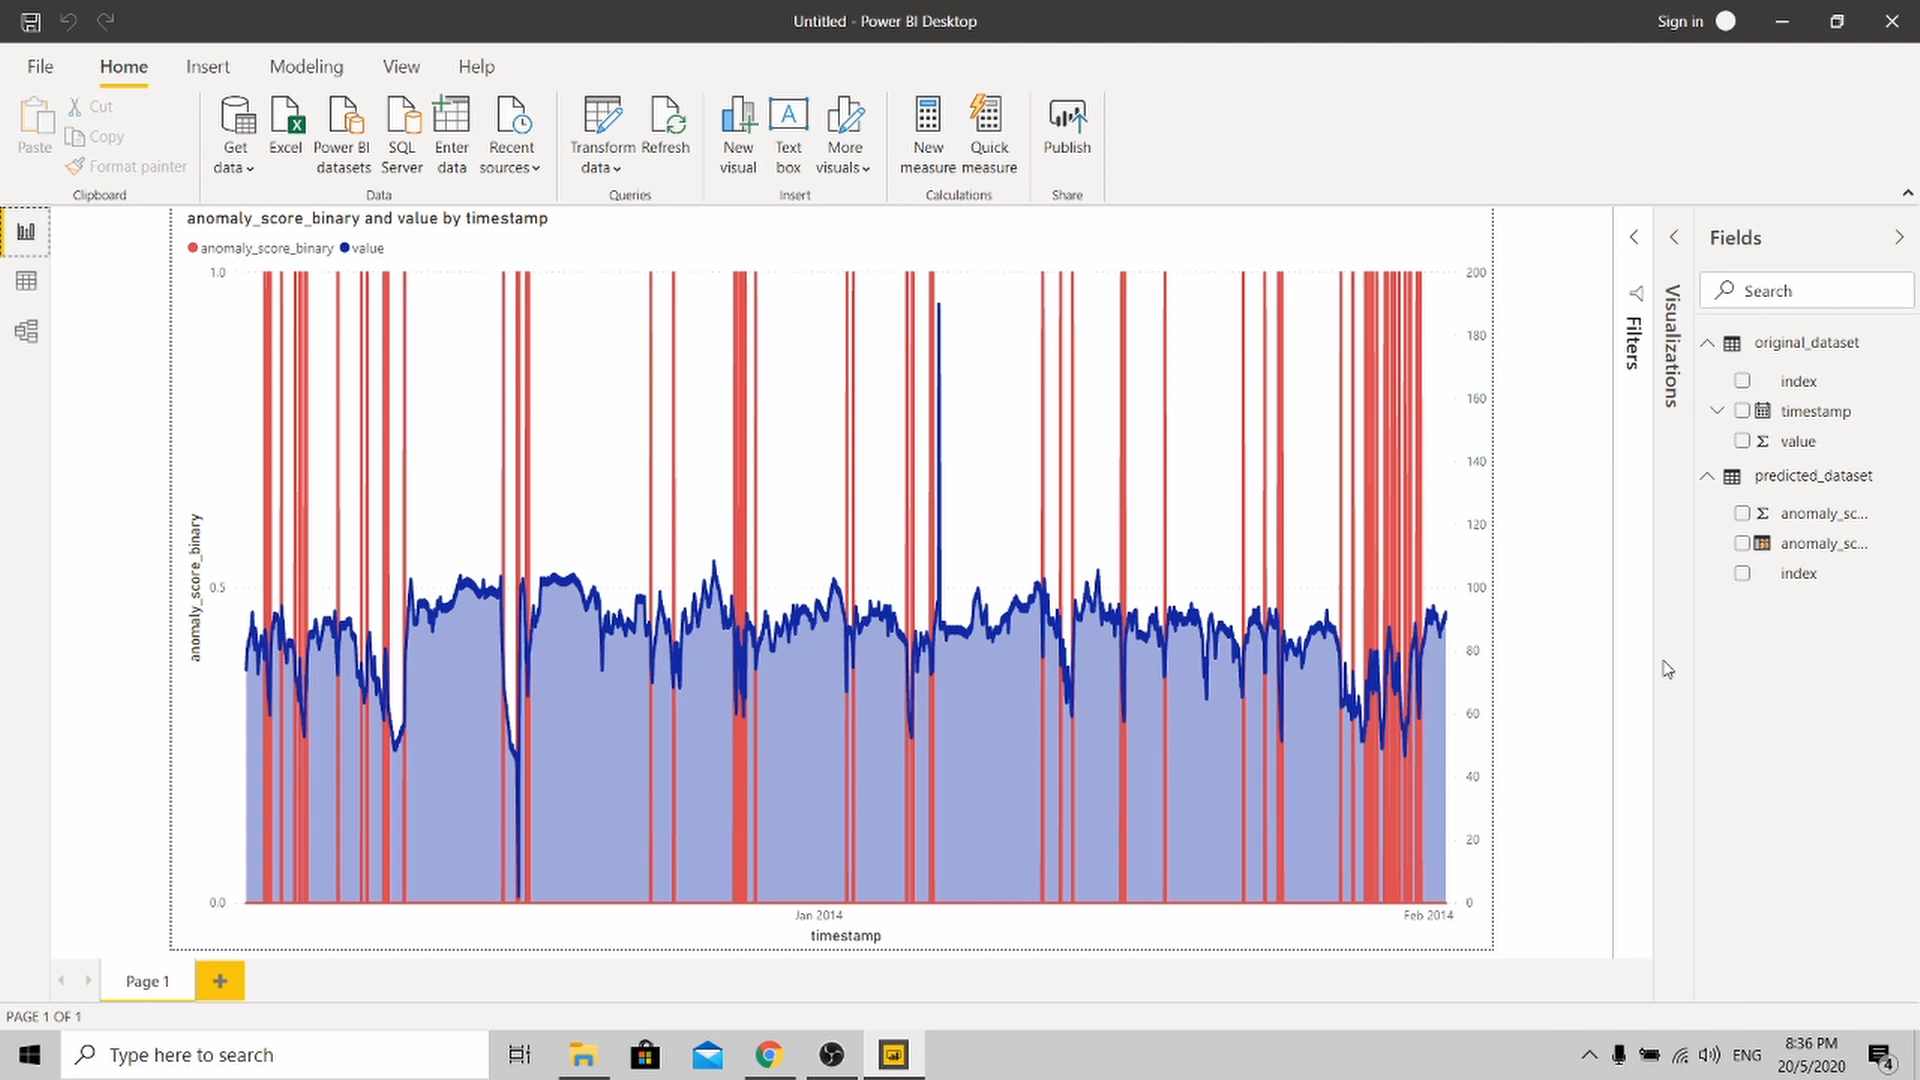 Untitled - Power BI Desktop
Sign in
File Home Insert Modeling View Help
Paste
Cut
Copy
Format painter
Clipboard
Get data
Excel
Power BI datasets
SQL Server
Enter data
Recent sources
Data
Transform data
Refresh
Queries
New visual
Text box
More visuals
Insert
New measure
Quick measure
Calculations
Publish
Share
anomaly_score_binary and value by timestamp
anomaly_score_binary value
1.0
0.5
0.0
anomaly_score_binary
200
180
160
140
120
100
80
60
40
20
0
Jan 2014
Feb 2014
timestamp
Filters
Visualizations
Fields
Search
original_dataset
index
timestamp
value
predicted_dataset
anomaly_sc...
anomaly_sc...
index
Page 1
PAGE 1 OF 1
Type here to search
ENG
8:36 PM
20/5/2020
4